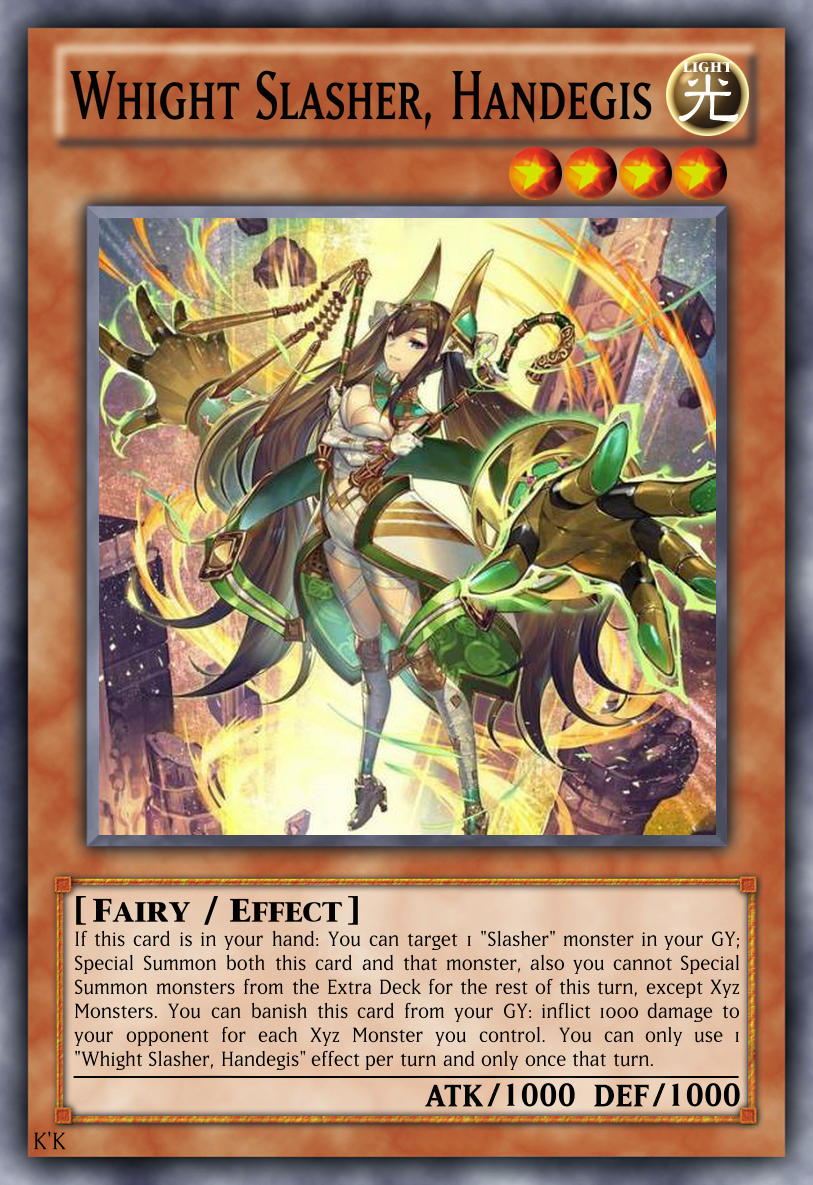 Whight Slasher, Handegis
LIGHT
光
[ Fairy / Effect ]
If this card is in your hand: You can target 1 "Slasher" monster in your GY;
Special Summon both this card and that monster, also you cannot Special
Summon monsters from the Extra Deck for the rest of this turn, except Xyz
Monsters. You can banish this card from your GY: inflict 1000 damage to
your opponent for each Xyz Monster you control. You can only use 1
"Whight Slasher, Handegis" effect per turn and only once that turn.
ATK/1000 DEF/1000
K'K